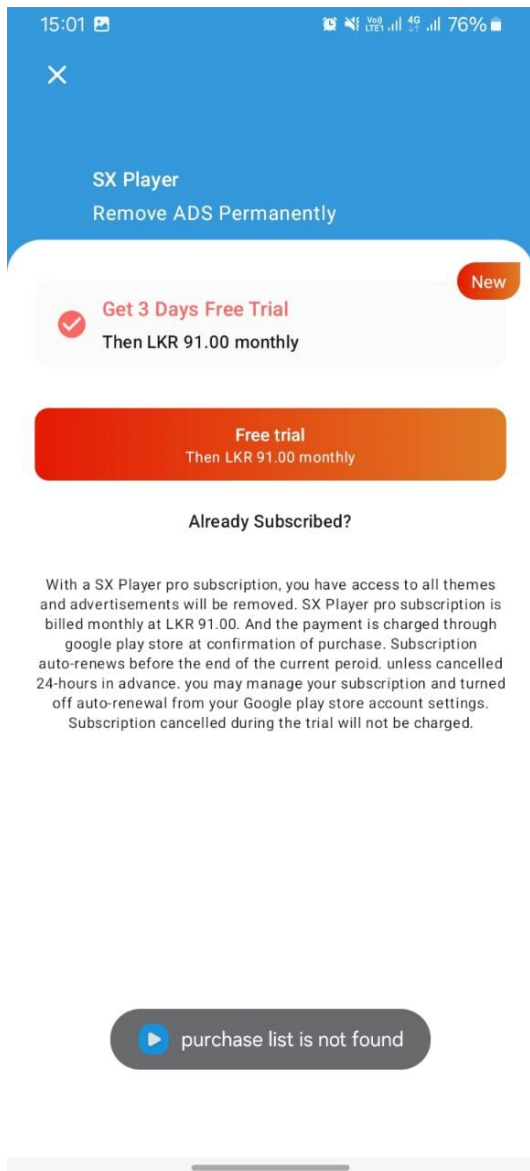 15:01
Vo)) LTE1 4G 76%
SX Player
Remove ADS Permanently
New
Get 3 Days Free Trial
Then LKR 91.00 monthly
Free trial
Then LKR 91.00 monthly
Already Subscribed?
With a SX Player pro subscription, you have access to all themes
and advertisements will be removed. SX Player pro subscription is
billed monthly at LKR 91.00. And the payment is charged through
google play store at confirmation of purchase. Subscription
auto-renews before the end of the current peroid. unless cancelled
24-hours in advance. you may manage your subscription and turned
off auto-renewal from your Google play store account settings.
Subscription cancelled during the trial will not be charged.
purchase list is not found